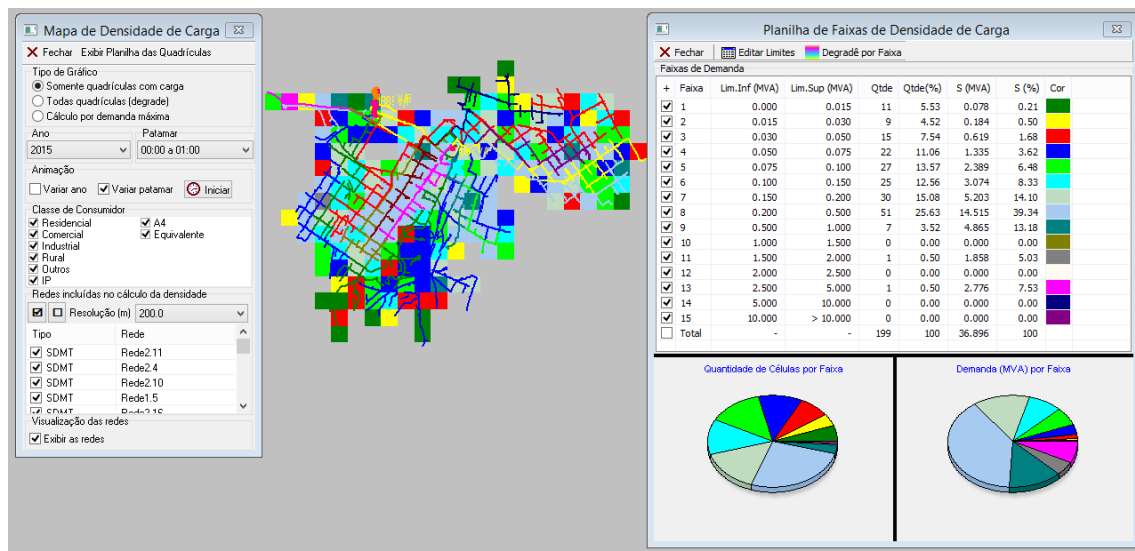 Mapa de Densidade de Carga
Fechar Exibir Planilha das Quadrículas
Tipo de Gráfico
Somente quadrículas com carga
Todas quadrículas (degrade)
Cálculo por demanda máxima
Ano Patamar
2015 00:00 a 01:00
Animação
Variar ano Variar patamar Iniciar
Classe de Consumidor
Residencial A4
Comercial Equivalente
Industrial
Rural
Outros
IP
Redes incluídas no cálculo da densidade
Resolução (m) 200.0
Tipo Rede
SDMT Rede2.11
SDMT Rede2.4
SDMT Rede2.10
SDMT Rede1.5
SDMT Rede2.16
Visualização das redes
Exibir as redes
Planilha de Faixas de Densidade de Carga
Fechar Editar Limites Degradê por Faixa
Faixas de Demanda
+ Faixa Lim.Inf (MVA) Lim.Sup (MVA) Qtde Qtde(%) S (MVA) S (%) Cor
1 0.000 0.015 11 5.53 0.078 0.21
2 0.015 0.030 9 4.52 0.184 0.50
3 0.030 0.050 15 7.54 0.619 1.68
4 0.050 0.075 22 11.06 1.335 3.62
5 0.075 0.100 27 13.57 2.389 6.48
6 0.100 0.150 25 12.56 3.074 8.33
7 0.150 0.200 30 15.08 5.203 14.10
8 0.200 0.500 51 25.63 14.515 39.34
9 0.500 1.000 7 3.52 4.865 13.18
10 1.000 1.500 0 0.00 0.000 0.00
11 1.500 2.000 1 0.50 1.858 5.03
12 2.000 2.500 0 0.00 0.000 0.00
13 2.500 5.000 1 0.50 2.776 7.53
14 5.000 10.000 0 0.00 0.000 0.00
15 10.000 > 10.000 0 0.00 0.000 0.00
Total - - 199 100 36.896 100
Quantidade de Células por Faixa
Demanda (MVA) por Faixa